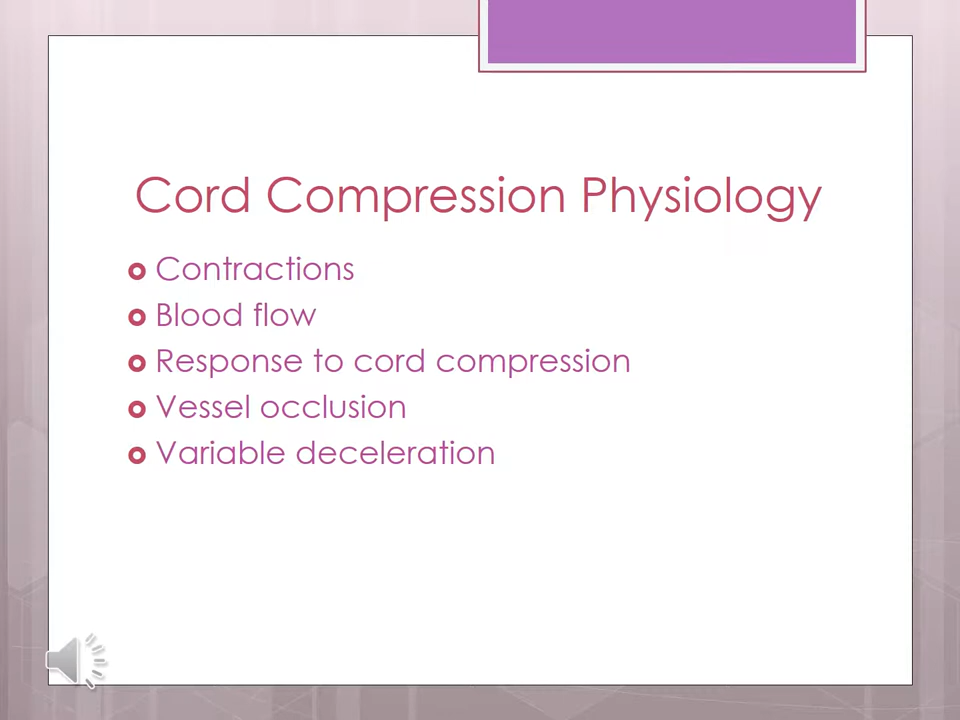 Cord Compression Physiology
Contractions
Blood flow
Response to cord compression
Vessel occlusion
Variable deceleration